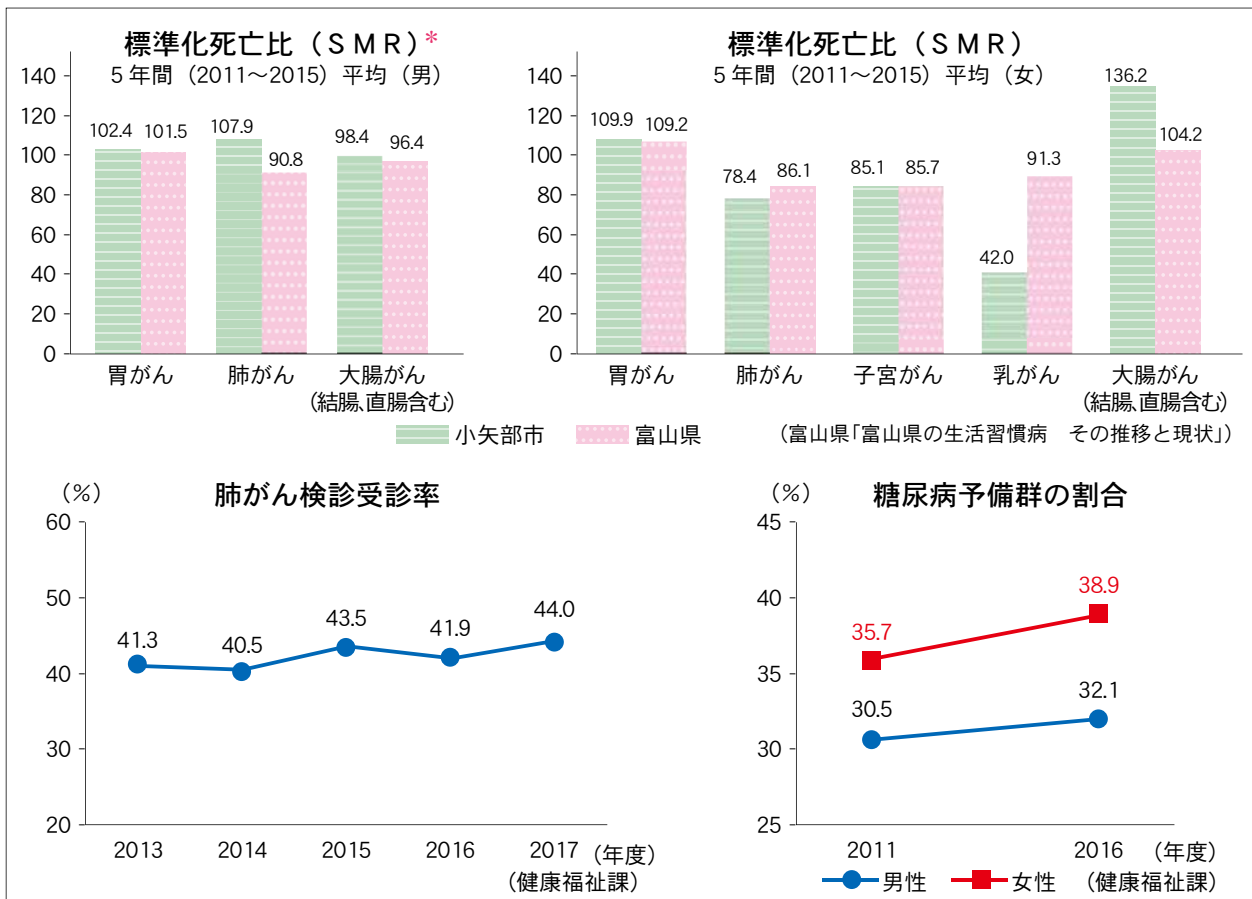 標準化死亡比（ＳＭＲ）*
5年間（2011～2015）平均（男）
140
120
100
80
60
40
20
0
102.4
101.5
107.9
90.8
98.4
96.4
胃がん
肺がん
大腸がん
(結腸、直腸含む)
標準化死亡比（ＳＭＲ）
5年間（2011～2015）平均（女）
140
120
100
80
60
40
20
0
109.9
109.2
78.4
86.1
85.1
85.7
42.0
91.3
136.2
104.2
胃がん
肺がん
子宮がん
乳がん
大腸がん
(結腸、直腸含む)
小矢部市
富山県
（富山県「富山県の生活習慣病　その推移と現状」）
肺がん検診受診率
（%）
60
50
40
30
20
41.3
40.5
43.5
41.9
44.0
2013
2014
2015
2016
2017
（年度）
（健康福祉課）
糖尿病予備群の割合
（%）
45
40
35
30
25
35.7
38.9
30.5
32.1
2011
2016
（年度）
男性
女性
（健康福祉課）